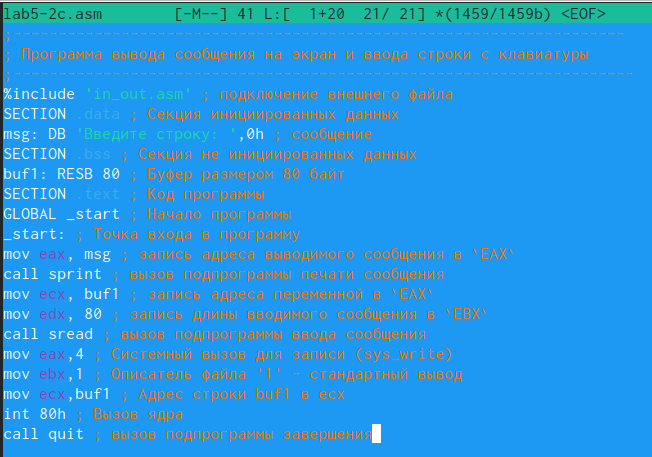 lab5-2c.asm [-M--] 41 L:[ 1+20 21/ 21] *(1459/1459b) <EOF>
;--------------------------------------------------------------------
; Программа вывода сообщения на экран и ввода строки с клавиатуры
;---------------------------------------------------------------------
%include 'in_out.asm' ; подключение внешнего файла
SECTION .data ; Секция инициированных данных
msg: DB 'Введите строку: ',0h ; сообщение
SECTION .bss ; Секция не инициированных данных
buf1: RESB 80 ; Буфер размером 80 байт
SECTION .text ; Код программы
GLOBAL _start ; Начало программы
_start: ; Точка входа в программу
mov eax, msg ; запись адреса выводимого сообщения в `EAX`
call sprint ; вызов подпрограммы печати сообщения
mov ecx, buf1 ; запись адреса переменной в `EAX`
mov edx, 80 ; запись длины вводимого сообщения в `EBX`
call sread ; вызов подпрограммы ввода сообщения
mov eax,4 ; Системный вызов для записи (sys_write)
mov ebx,1 ; Описатель файла '1' - стандартный вывод
mov ecx,buf1 ; Адрес строки buf1 в ecx
int 80h ; Вызов ядра
call quit ; вызов подпрограммы завершения